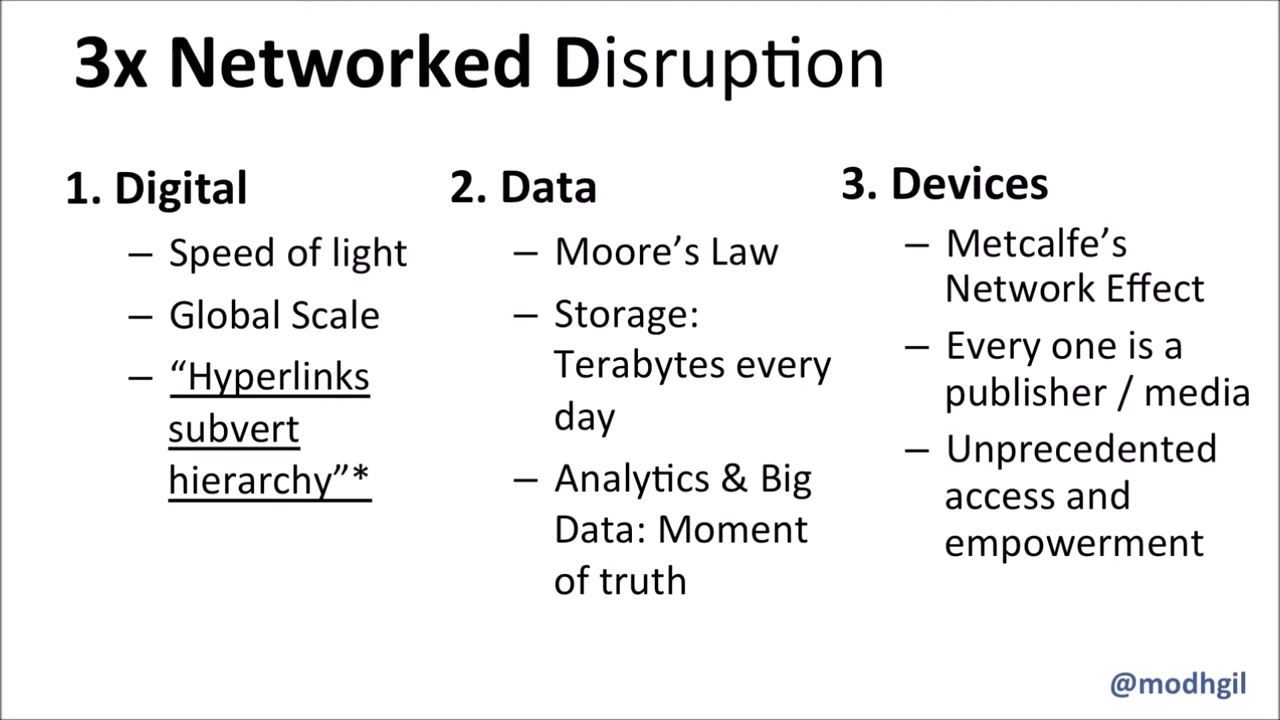 3x Networked Disruption
1. Digital
– Speed of light
– Global Scale
– “Hyperlinks
subvert
hierarchy”*
2. Data
– Moore’s Law
– Storage:
Terabytes every
day
– Analytics & Big
Data: Moment
of truth
3. Devices
– Metcalfe’s
Network Effect
– Every one is a
publisher / media
– Unprecedented
access and
empowerment
@modhgil